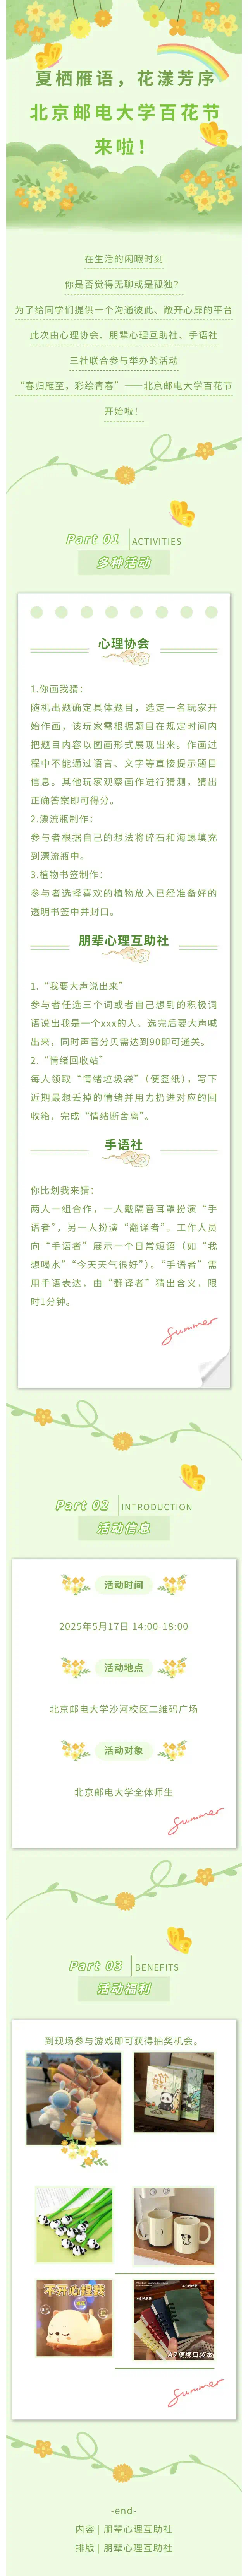 夏栖雁语，花漾芳序
北京邮电大学百花节
来啦！
在生活的闲暇时刻
你是否觉得无聊或是孤独？
为了给同学们提供一个沟通彼此、敞开心扉的平台
此次由心理协会、朋辈心理互助社、手语社
三社联合参与举办的活动
“春归雁至，彩绘青春”——北京邮电大学百花节
开始啦！
Part 01 ACTIVITIES
多种活动
心理协会
1.你画我猜：
随机出题确定具体题目，选定一名玩家开
始作画，该玩家需根据题目在规定时间内
把题目内容以图画形式展现出来。作画过
程中不能通过语言、文字等直接提示题目
信息。其他玩家观察画作进行猜测，猜出
正确答案即可得分。
2.漂流瓶制作：
参与者根据自己的想法将碎石和海螺填充
到漂流瓶中。
3.植物书签制作：
参与者选择喜欢的植物放入已经准备好的
透明书签中并封口。
朋辈心理互助社
1.“我要大声说出来”
参与者任选三个词或者自己想到的积极词
语说出我是一个xxx的人。选完后要大声喊
出来，同时声音分贝需达到90即可通关。
2.“情绪回收站”
每人领取“情绪垃圾袋”（便签纸），写下
近期最想丢掉的情绪并用力扔进对应的回
收箱，完成“情绪断舍离”。
手语社
你比划我来猜：
两人一组合作，一人戴隔音耳罩扮演“手
语者”，另一人扮演“翻译者”。工作人员
向“手语者”展示一个日常短语（如“我
想喝水”“今天天气很好”）。“手语者”需
用手语表达，由“翻译者”猜出含义，限
时1分钟。
Summer
Part 02 INTRODUCTION
活动信息
活动时间
2025年5月17日 14:00-18:00
活动地点
北京邮电大学沙河校区二维码广场
活动对象
北京邮电大学全体师生
Summer
Part 03 BENEFITS
活动福利
到现场参与游戏即可获得抽奖机会。
不开心捏我
A7便携口袋本
Summer
-end-
内容 | 朋辈心理互助社
排版 | 朋辈心理互助社